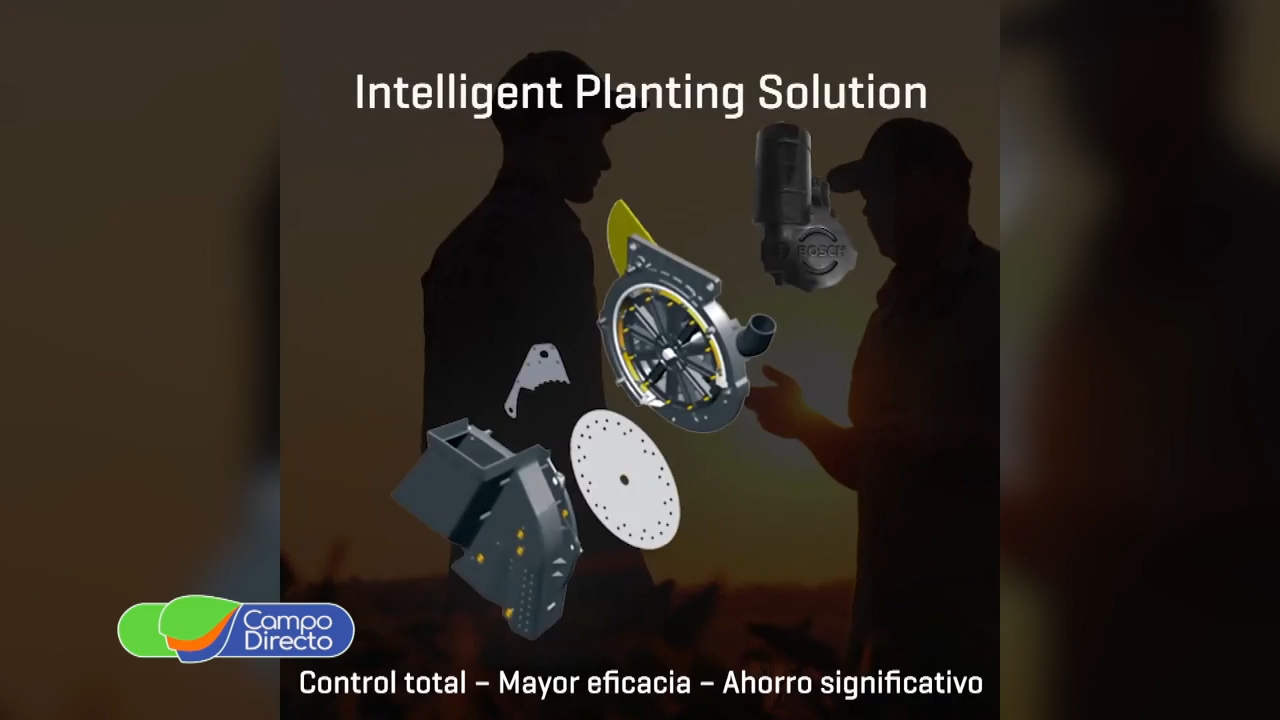 Intelligent Planting Solution
BOSCH
Campo
Directo
Control total – Mayor eficacia – Ahorro significativo